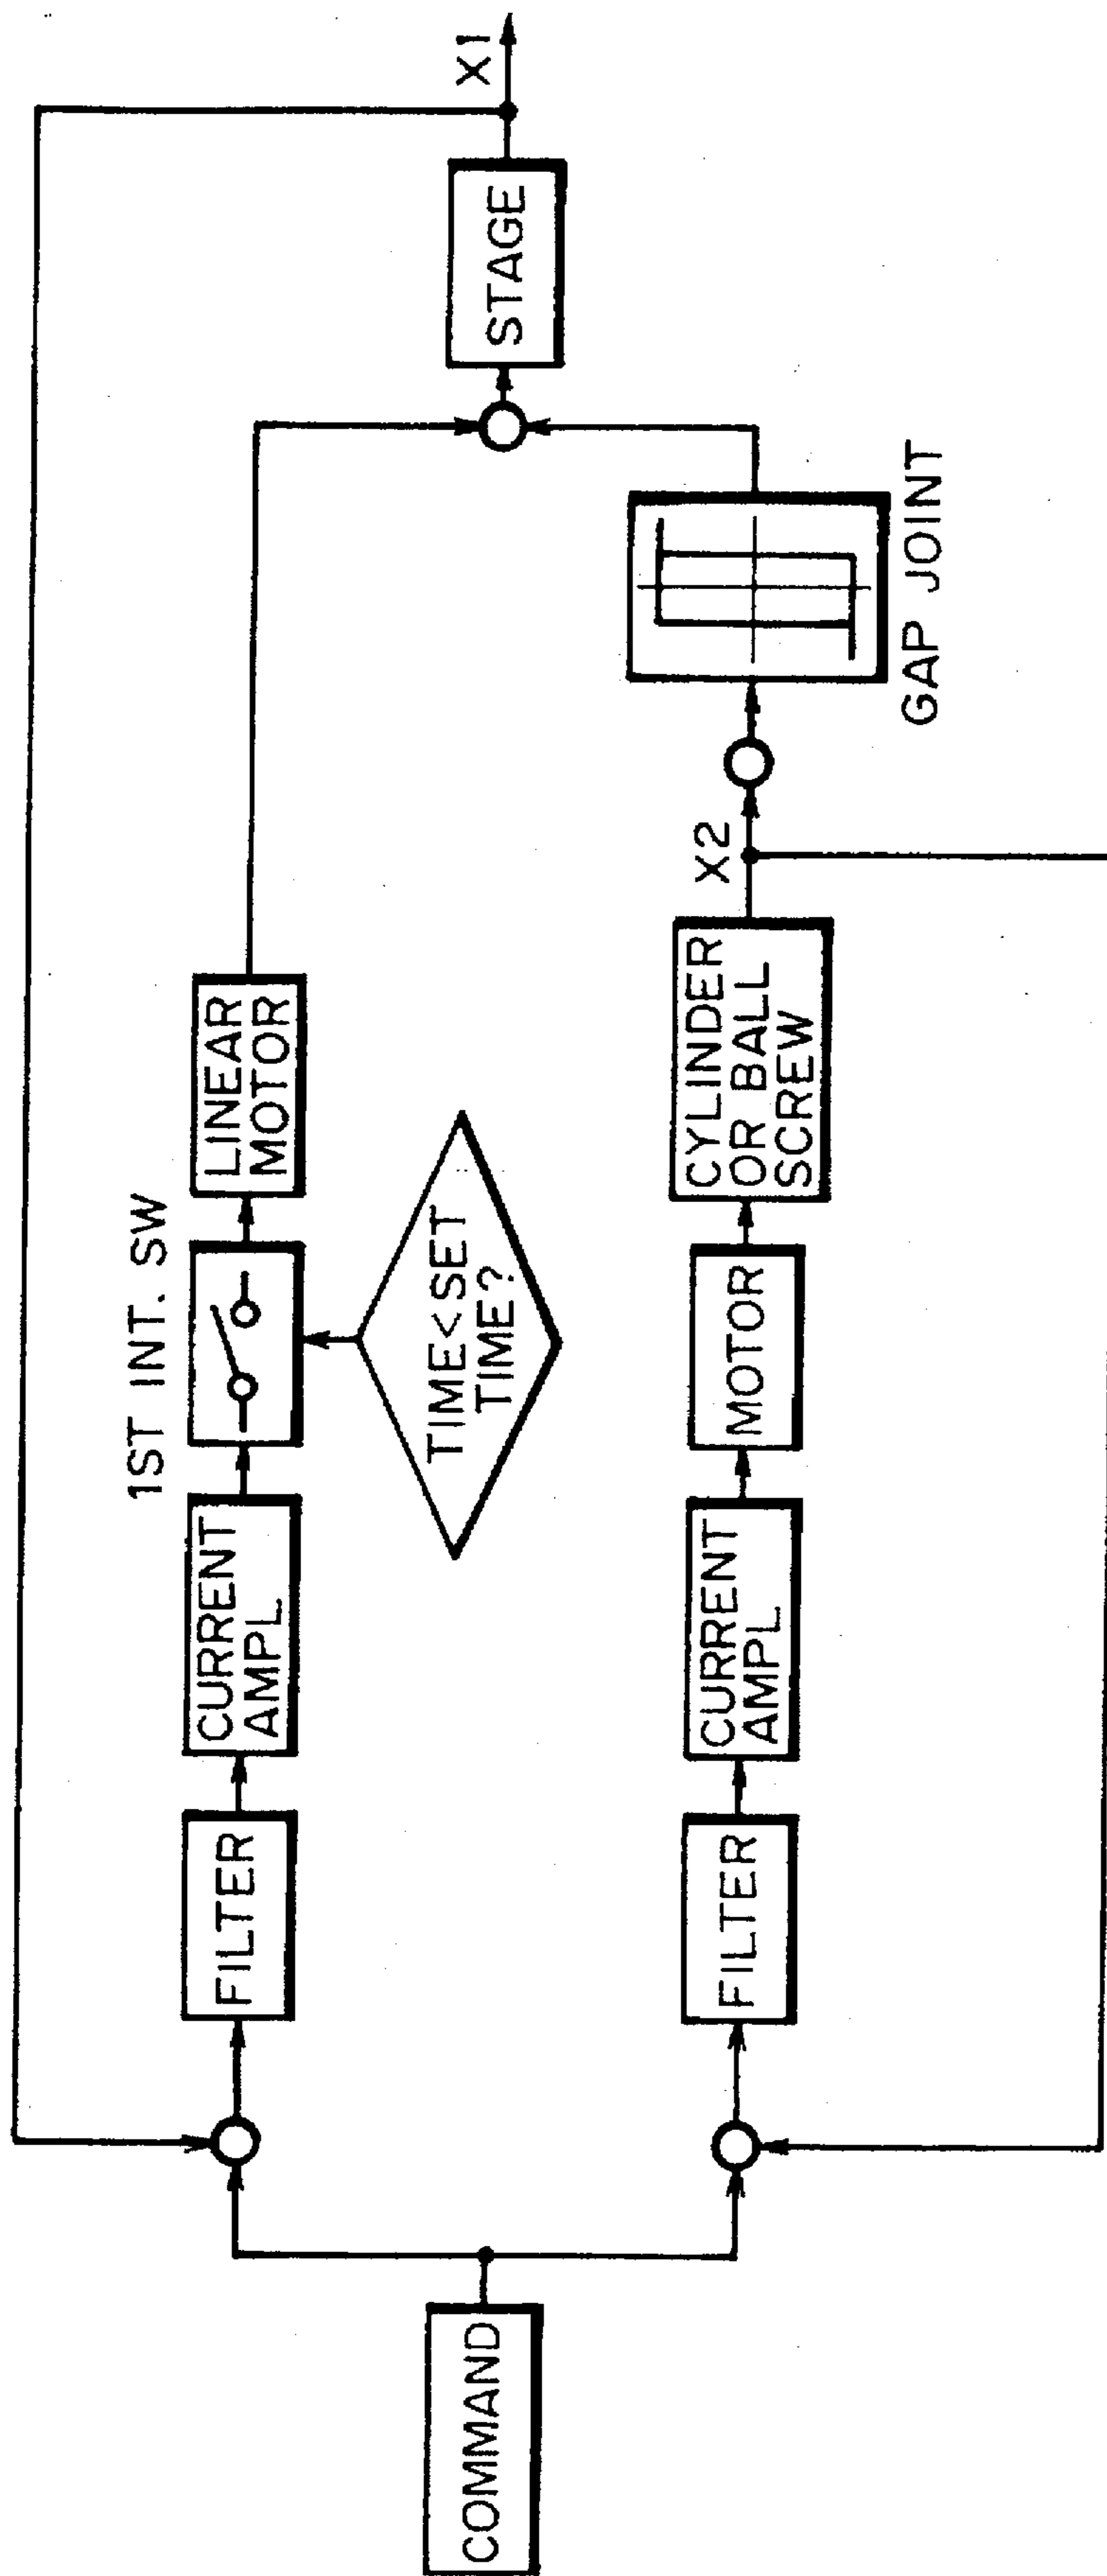 COMMAND
FILTER
CURRENT
AMPL
1ST INT. SW
LINEAR
MOTOR
TIME<SET
TIME?
STAGE
X1
FILTER
CURRENT
AMPL
MOTOR
CYLINDER
OR BALL
SCREW
X2
GAP JOINT